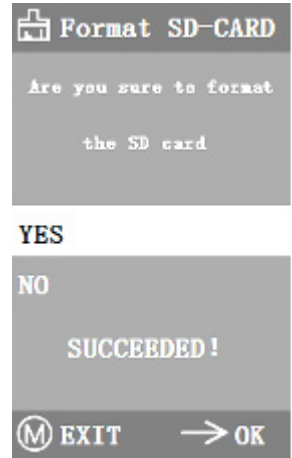 Format SD-CARD
Are you sure to format
the SD card
YES
NO
SUCCEEDED!
M EXIT → OK